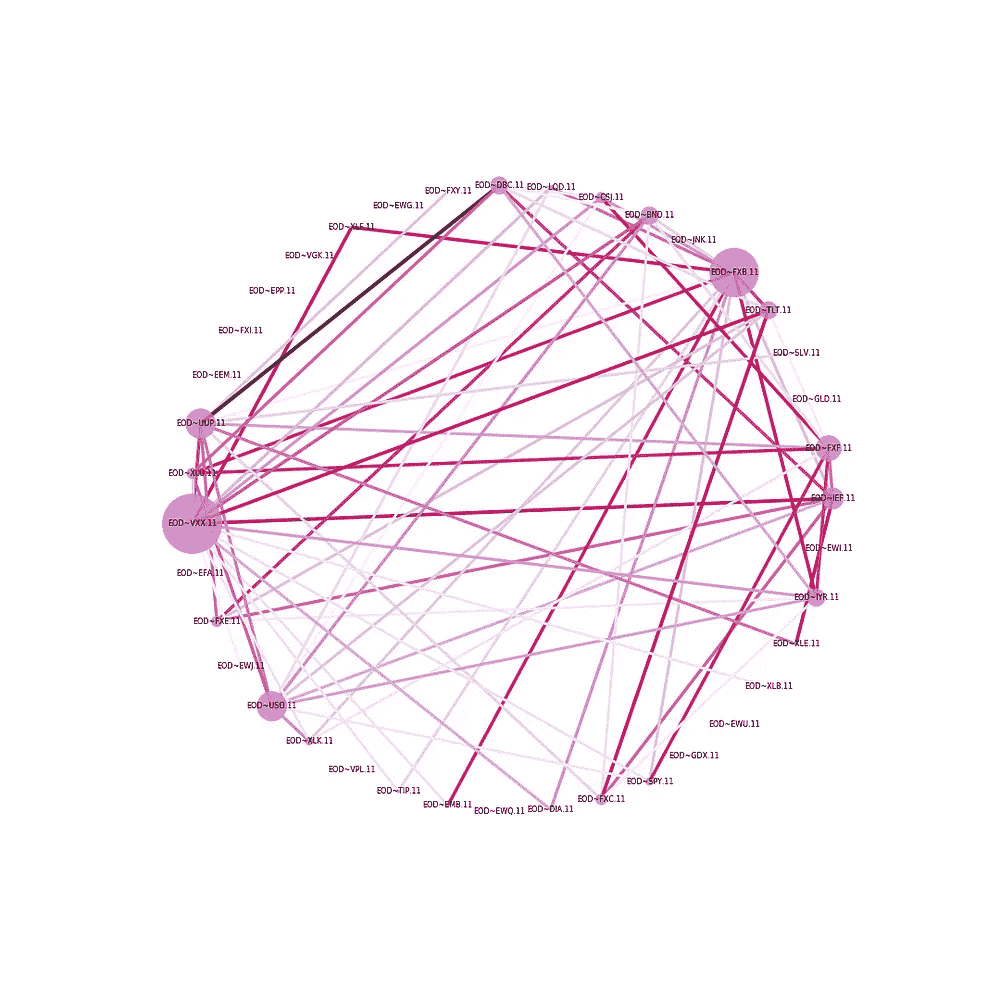 EOD~DBC.11
EOD~LQD.11
EOD~FXY.11
EOD~CSJ.11
EOD~EWG.11
EOD~BND.11
EOD~XLF.11
EOD~JNK.11
EOD~VGK.11
EOD~FXB.11
EOD~EPP.11
EOD~TLT.11
EOD~FXI.11
EOD~SLV.11
EOD~EEM.11
EOD~GLD.11
EOD~UUP.11
EOD~FXF.11
EOD~XLU.11
EOD~IEF.11
EOD~VXX.11
EOD~EWI.11
EOD~EFA.11
EOD~IYR.11
EOD~FXE.11
EOD~XLE.11
EOD~EWJ.11
EOD~XLB.11
EOD~USO.11
EOD~EWU.11
EOD~XLK.11
EOD~GDX.11
EOD~VPL.11
EOD~SPY.11
EOD~TIP.11
EOD~FXC.11
EOD~EMB.11
EOD~DIA.11
EOD~EWQ.11